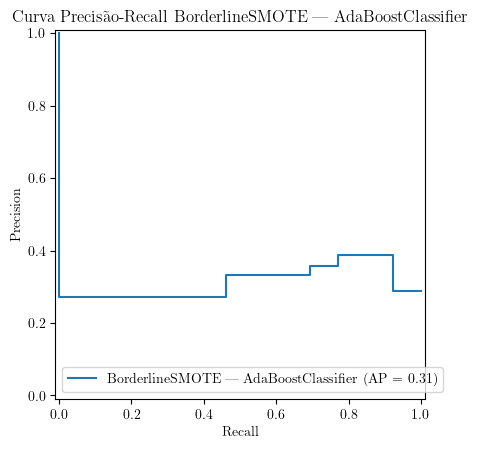 Curva Precisão-Recall BorderlineSMOTE — AdaBoostClassifier
1.0
0.8
0.6
0.4
0.2
0.0
Precision
BorderlineSMOTE — AdaBoostClassifier (AP = 0.31)
0.0 0.2 0.4 0.6 0.8 1.0
Recall